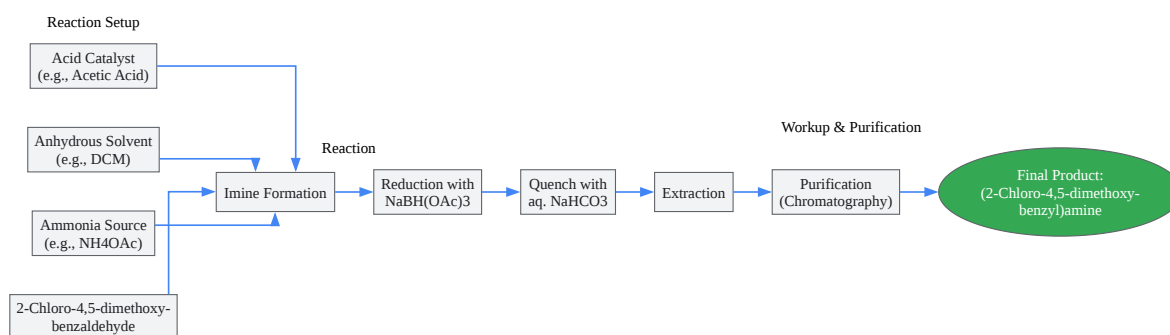 Reaction Setup
Acid Catalyst
(e.g., Acetic Acid)
Anhydrous Solvent
(e.g., DCM)
Ammonia Source
(e.g., NH4OAc)
2-Chloro-4,5-dimethoxy-
benzaldehyde
Reaction
Imine Formation
Reduction with
NaBH(OAc)3
Quench with
aq. NaHCO3
Extraction
Workup & Purification
Purification
(Chromatography)
Final Product:
(2-Chloro-4,5-dimethoxy-
benzyl)amine